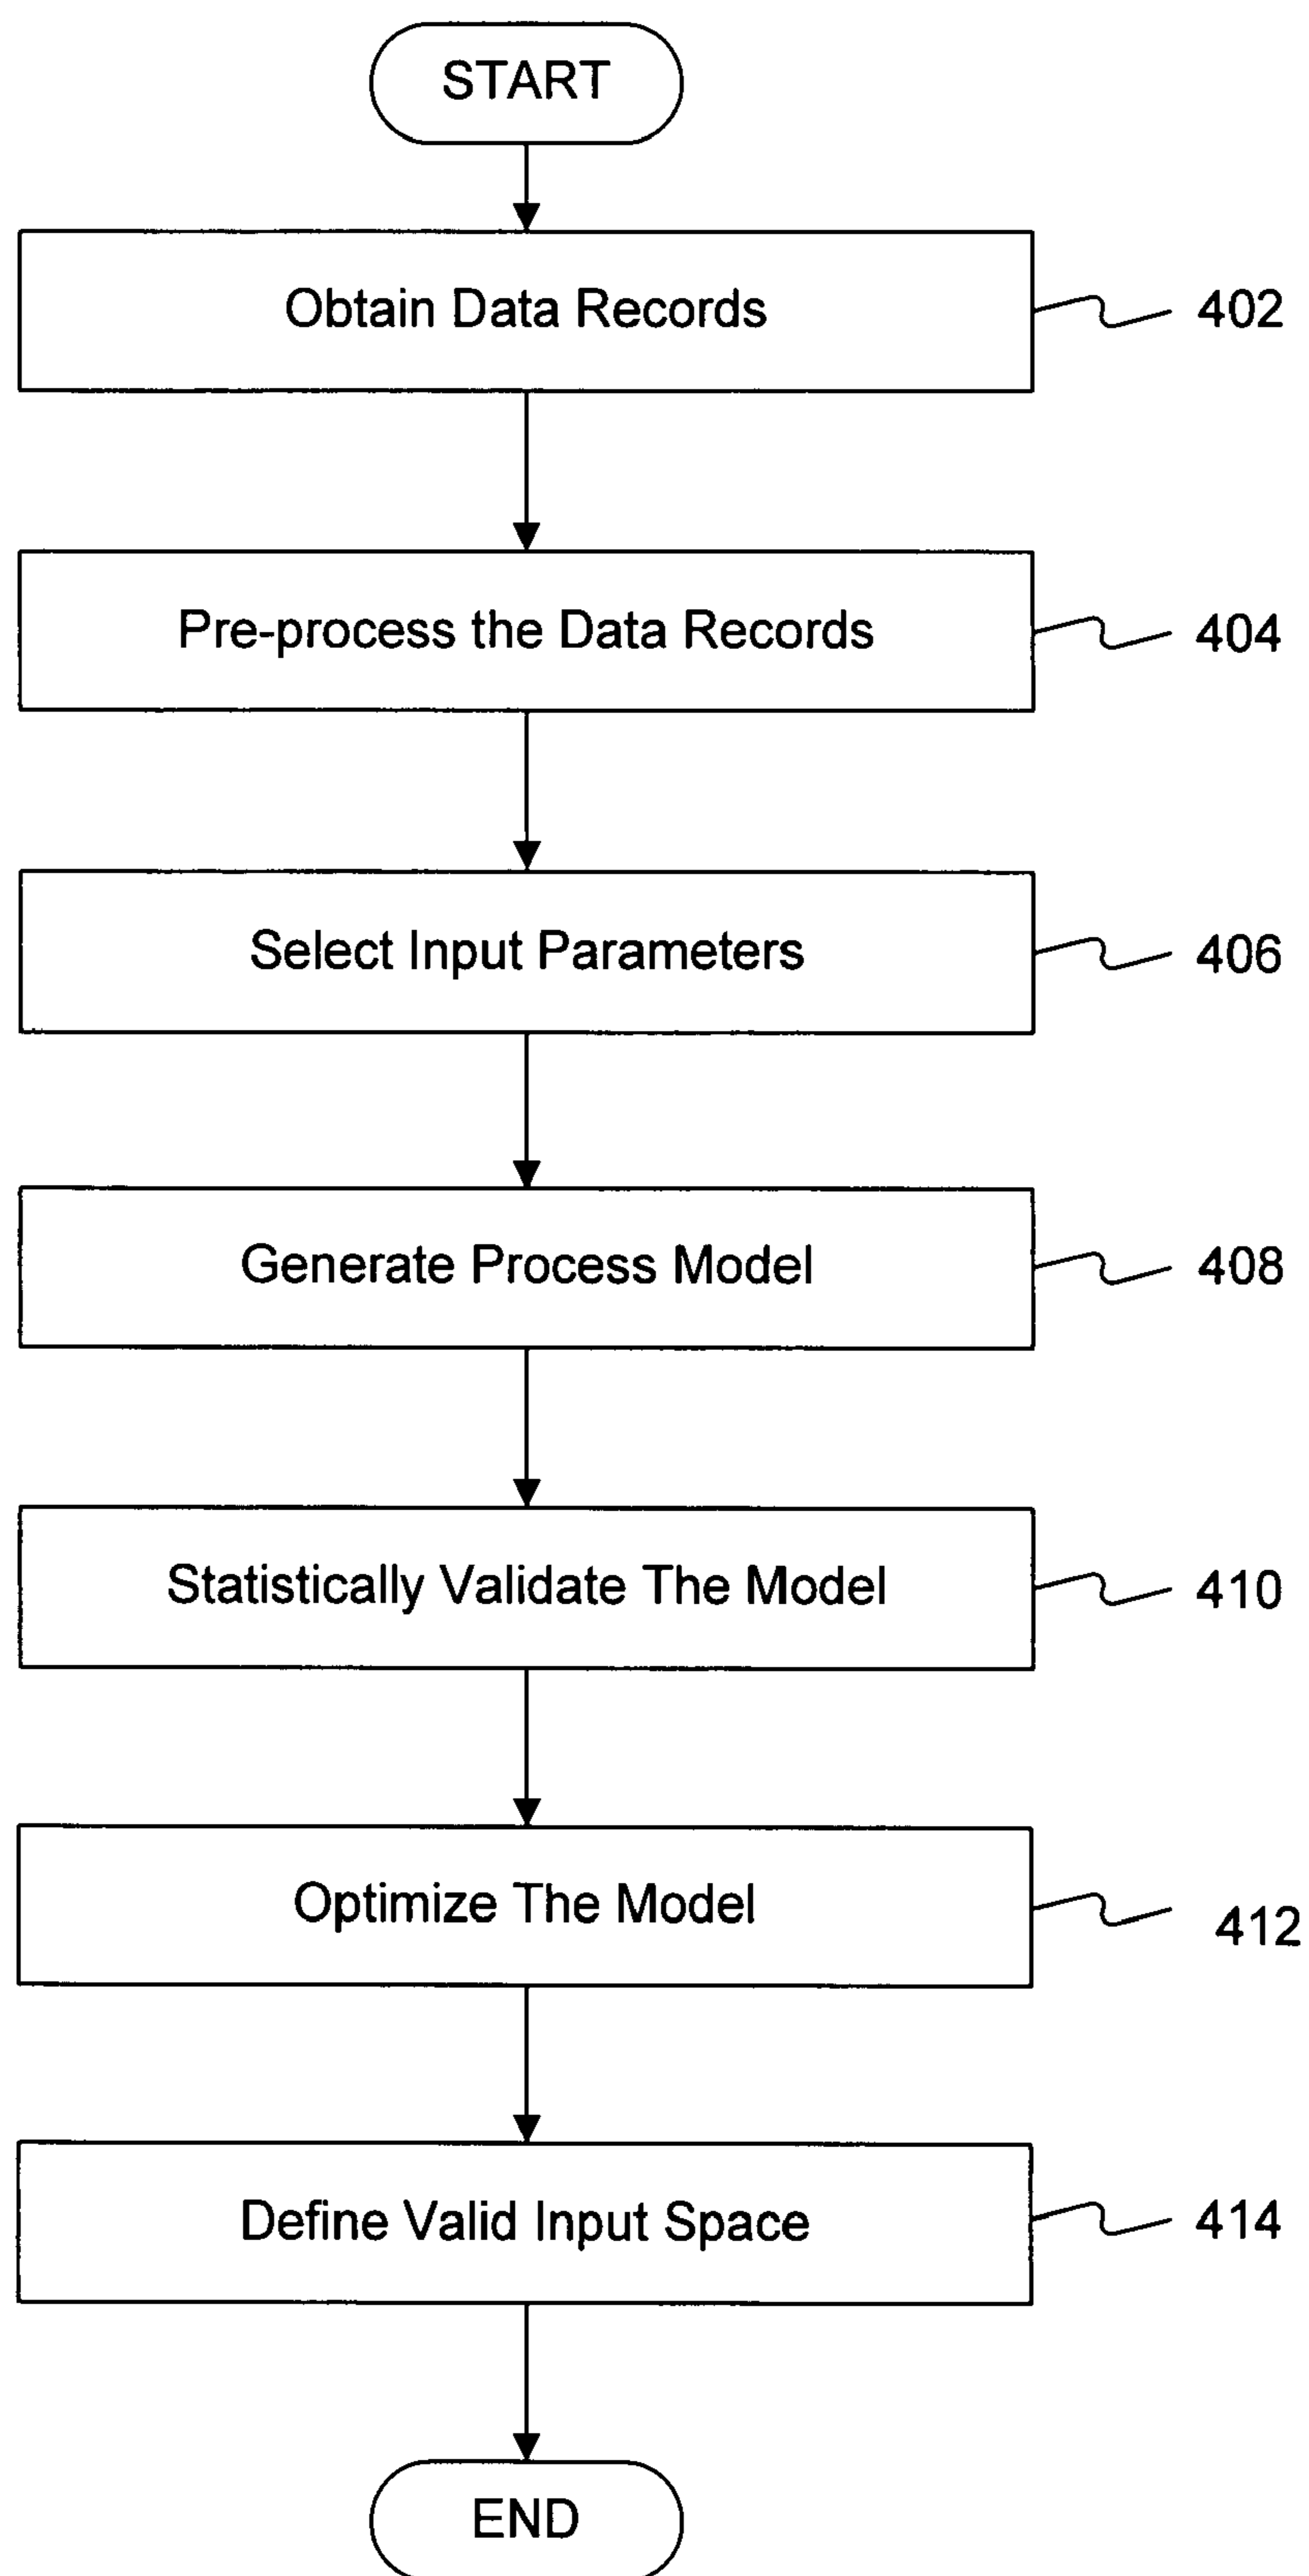 START
Obtain Data Records
402
Pre-process the Data Records
404
Select Input Parameters
406
Generate Process Model
408
Statistically Validate The Model
410
Optimize The Model
412
Define Valid Input Space
414
END